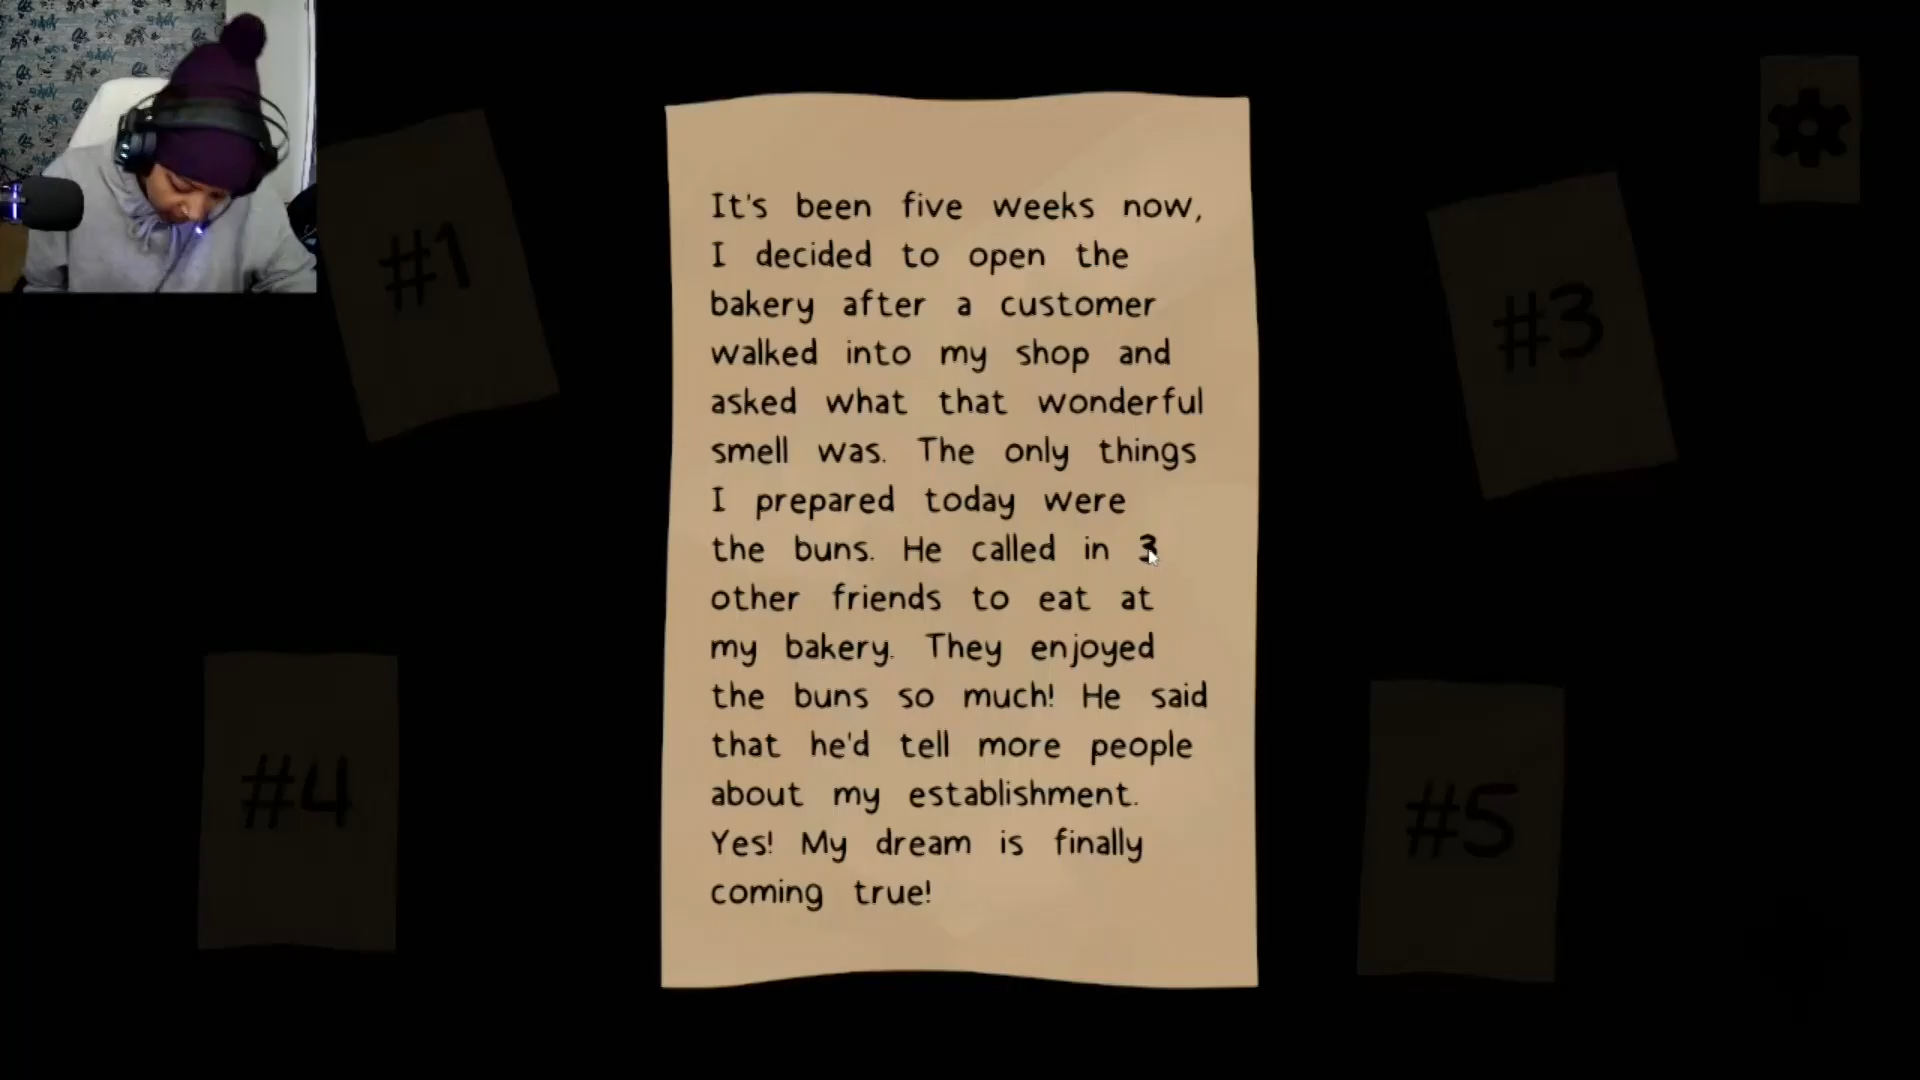 #1
It's been five weeks now,
I decided to open the
bakery after a customer
walked into my shop and
asked what that wonderful
smell was. The only things
I prepared today were
the buns. He called in 3
other friends to eat at
my bakery. They enjoyed
the buns so much! He said
that he'd tell more people
about my establishment.
Yes! My dream is finally
coming true!
#3
#4
#5